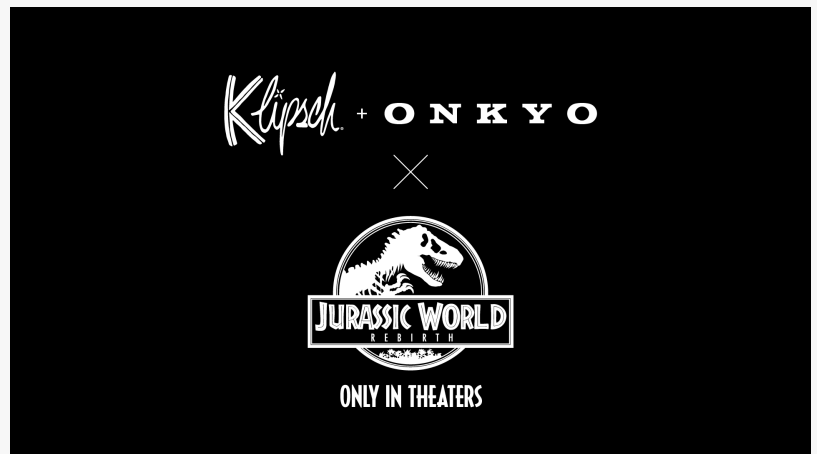 Klipsch + ONKYO
JURASSIC WORLD
REBIRTH
ONLY IN THEATERS